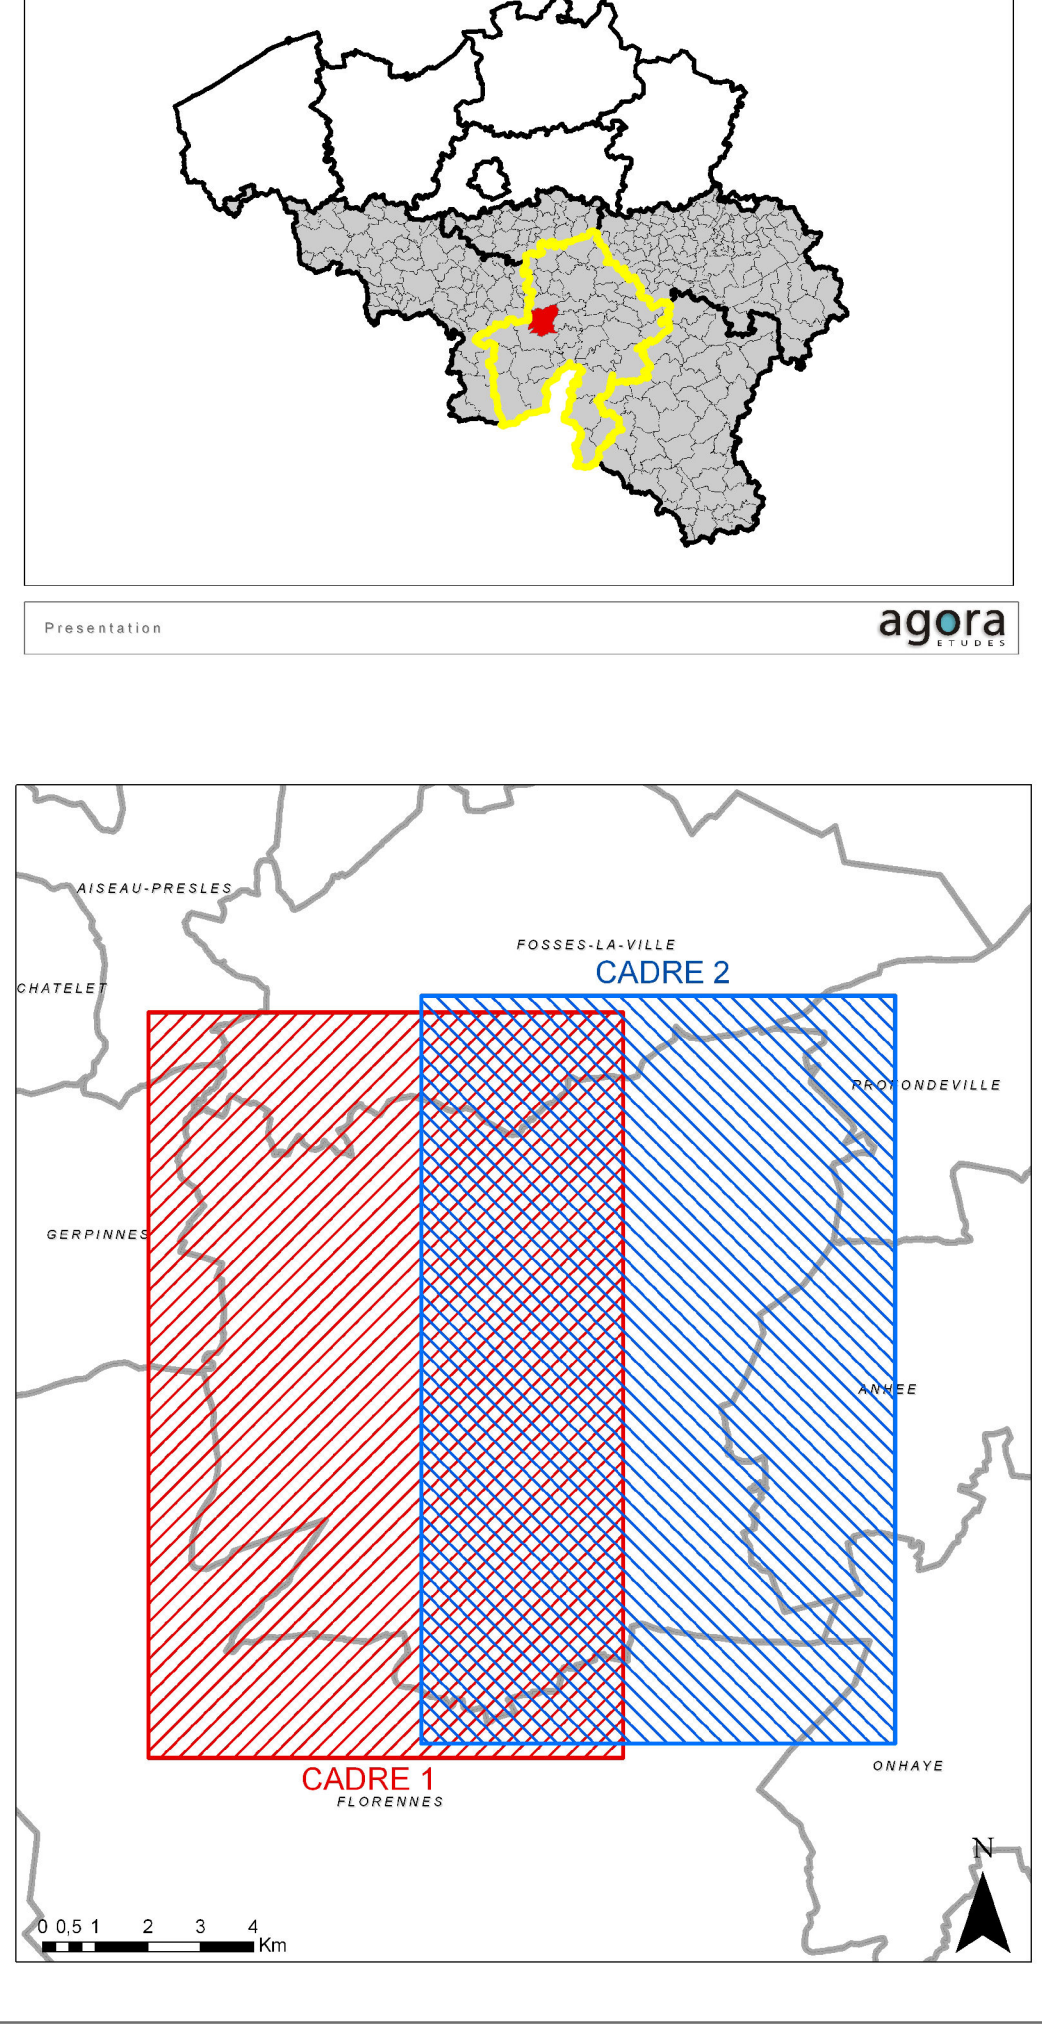 Presentation
agora
ETUDES
AISEAU-PRESLES
FOSSES-LA-VILLE
CADRE 2
CHATELET
PROFONDEVILLE
GERPINNES
ANHEE
ONHAYE
CADRE 1
FLORENNES
N
0 0,5 1 2 3 4
Km